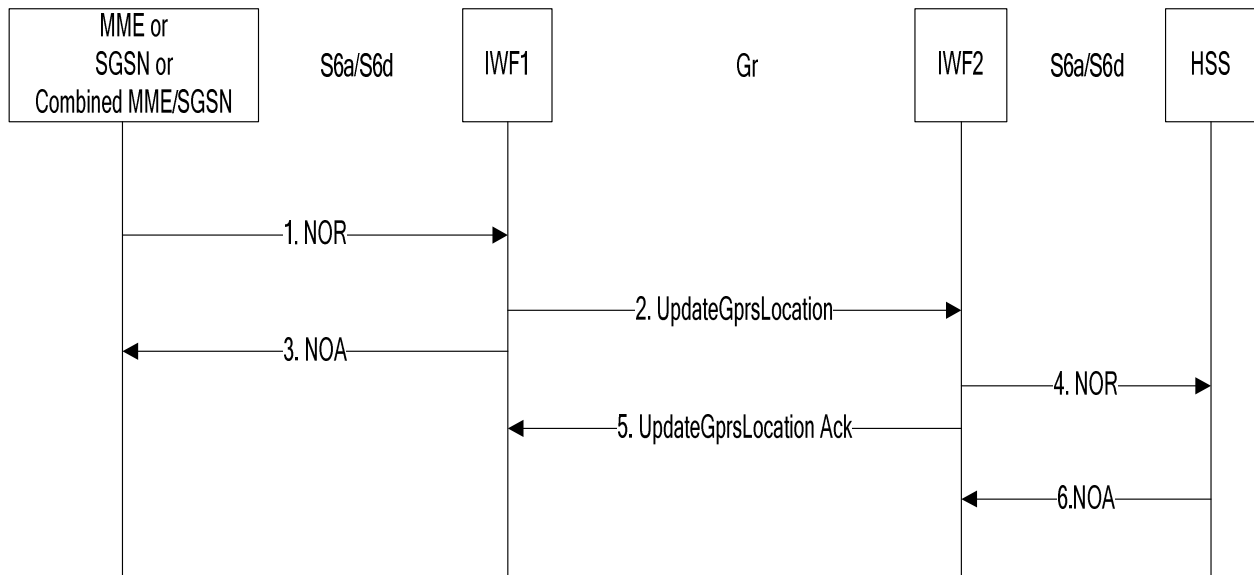 MME or
SGSN or
Combined MME/SGSN
S6a/S6d
IWF1
Gr
IWF2
S6a/S6d
HSS
1. NOR
2. UpdateGprsLocation
3. NOA
4. NOR
5. UpdateGprsLocation Ack
6.NOA